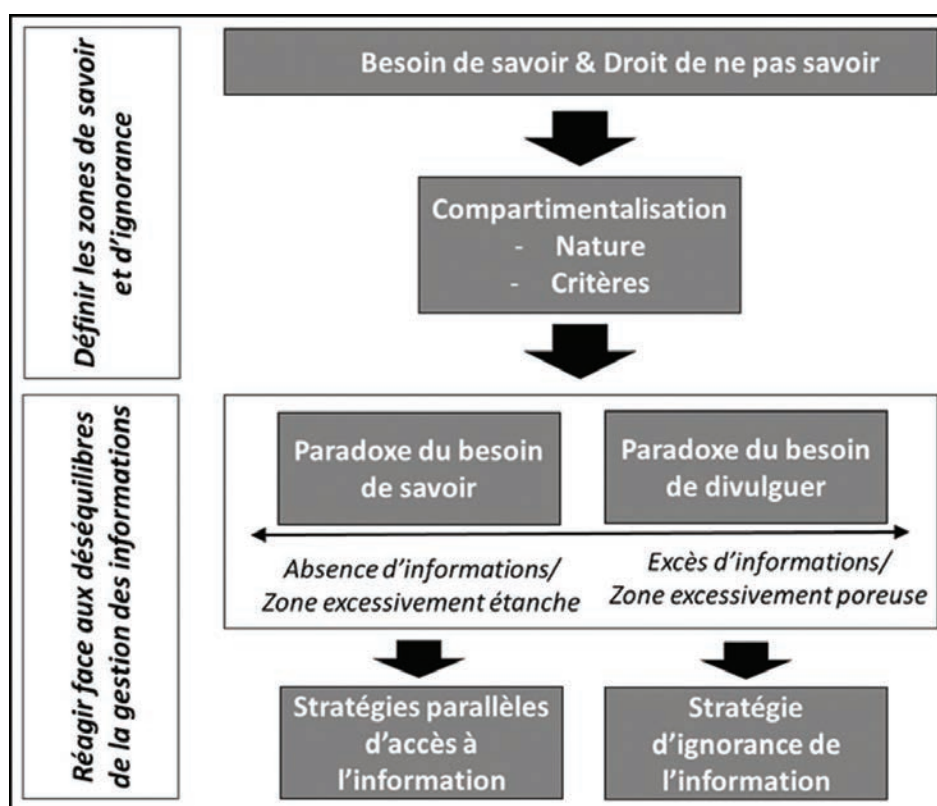 Définir les zones de savoir
et d'ignorance
Besoin de savoir & Droit de ne pas savoir
Compartimentalisation
- Nature
- Critères
Réagir face aux déséquilibres
de la gestion des informations
Paradoxe du besoin
de savoir
Paradoxe du besoin
de divulguer
Absence d'informations/
Zone excessivement étanche
Excès d'informations/
Zone excessivement poreuse
Stratégies parallèles
d'accès à
l'information
Stratégie
d'ignorance de
l'information